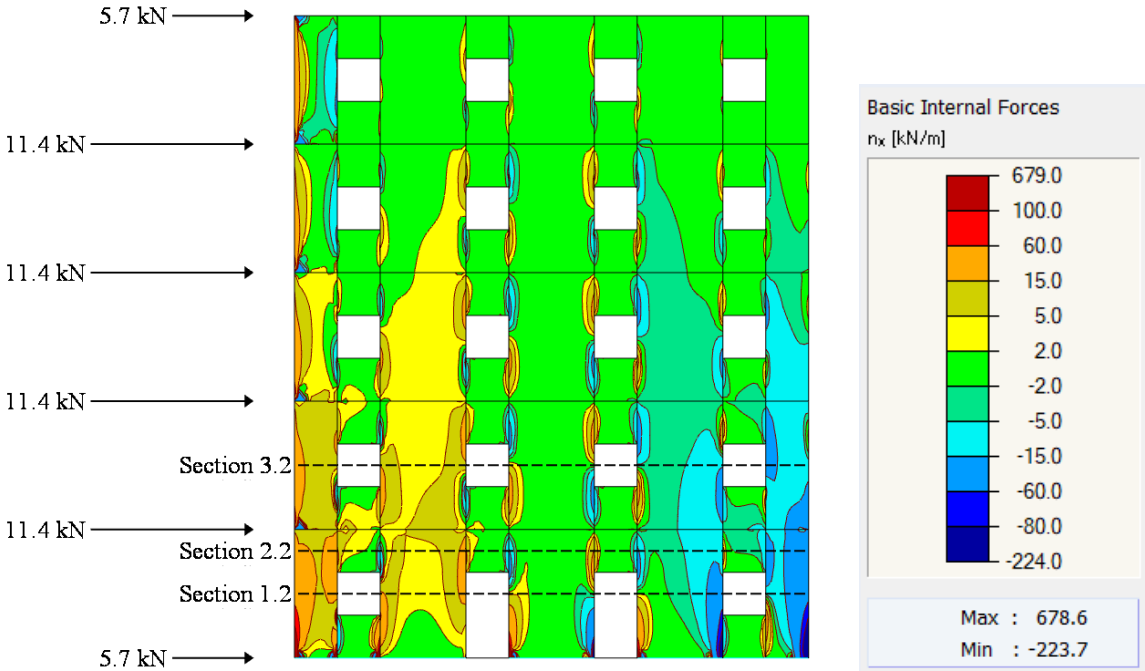 5.7 kN
11.4 kN
11.4 kN
11.4 kN
Section 3.2
11.4 kN
Section 2.2
Section 1.2
5.7 kN
Basic Internal Forces
nx [kN/m]
679.0
100.0
60.0
15.0
5.0
2.0
-2.0
-5.0
-15.0
-60.0
-80.0
-224.0
Max : 678.6
Min : -223.7